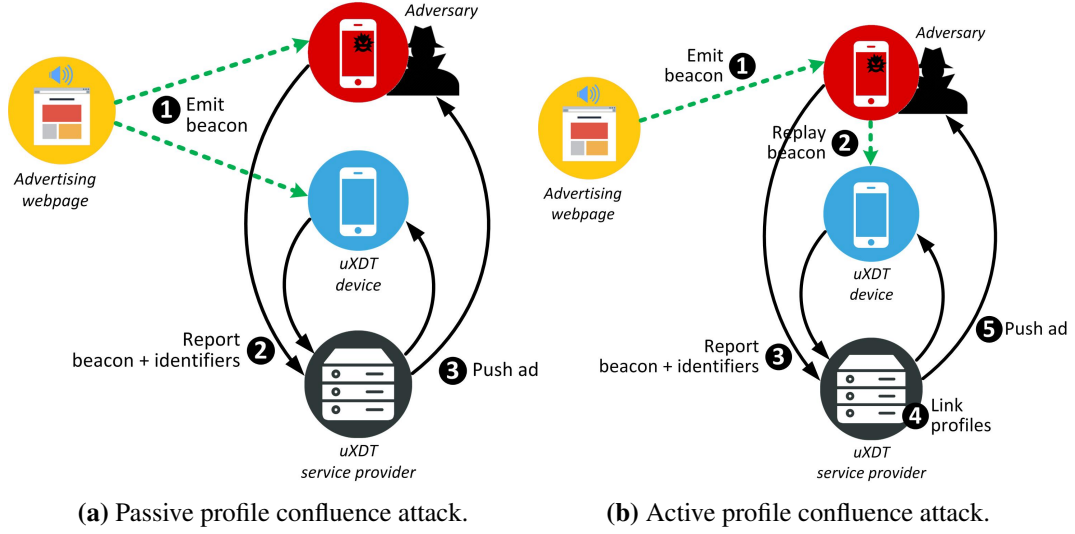 Adversary
1 Emit
beacon
Advertising
webpage
uXDT
device
Report
beacon + identifiers 2
3 Push ad
uXDT
service provider
(a) Passive profile confluence attack.
Adversary
Emit
beacon 1
Replay
beacon 2
Advertising
webpage
uXDT
device
Report
beacon + identifiers 3
5 Push ad
4 Link
profiles
uXDT
service provider
(b) Active profile confluence attack.